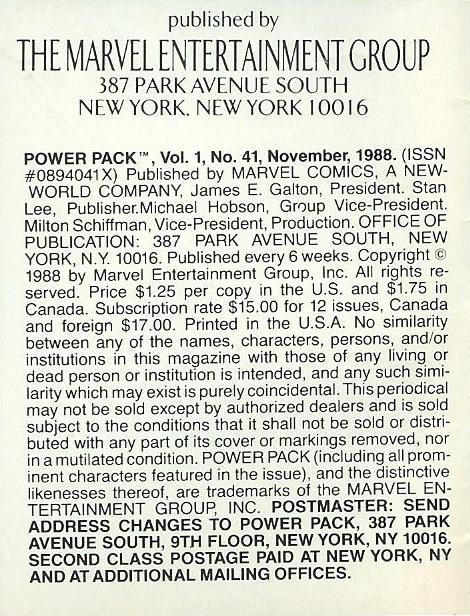 published by
THE MARVEL ENTERTAINMENT GROUP
387 PARK AVENUE SOUTH
NEW YORK, NEW YORK 10016
POWER PACK™, Vol. 1, No. 41, November, 1988. (ISSN
#0894041X) Published by MARVEL COMICS, A NEW-
WORLD COMPANY, James E. Galton, President. Stan
Lee, Publisher.Michael Hobson, Group Vice-President.
Milton Schiffman, Vice-President, Production. OFFICE OF
PUBLICATION: 387 PARK AVENUE SOUTH, NEW
YORK, N.Y. 10016. Published every 6 weeks. Copyright ©
1988 by Marvel Entertainment Group, Inc. All rights re-
served. Price $1.25 per copy in the U.S. and $1.75 in
Canada. Subscription rate $15.00 for 12 issues, Canada
and foreign $17.00. Printed in the U.S.A. No similarity
between any of the names, characters, persons, and/or
institutions in this magazine with those of any living or
dead person or institution is intended, and any such simi-
larity which may exist is purely coincidental. This periodical
may not be sold except by authorized dealers and is sold
subject to the conditions that it shall not be sold or distri-
buted with any part of its cover or markings removed, nor
in a mutilated condition. POWER PACK (including all prom-
inent characters featured in the issue), and the distinctive
likenesses thereof, are trademarks of the MARVEL EN-
TERTAINMENT GROUP, INC. POSTMASTER: SEND
ADDRESS CHANGES TO POWER PACK, 387 PARK
AVENUE SOUTH, 9TH FLOOR, NEW YORK, NY 10016.
SECOND CLASS POSTAGE PAID AT NEW YORK, NY
AND AT ADDITIONAL MAILING OFFICES.